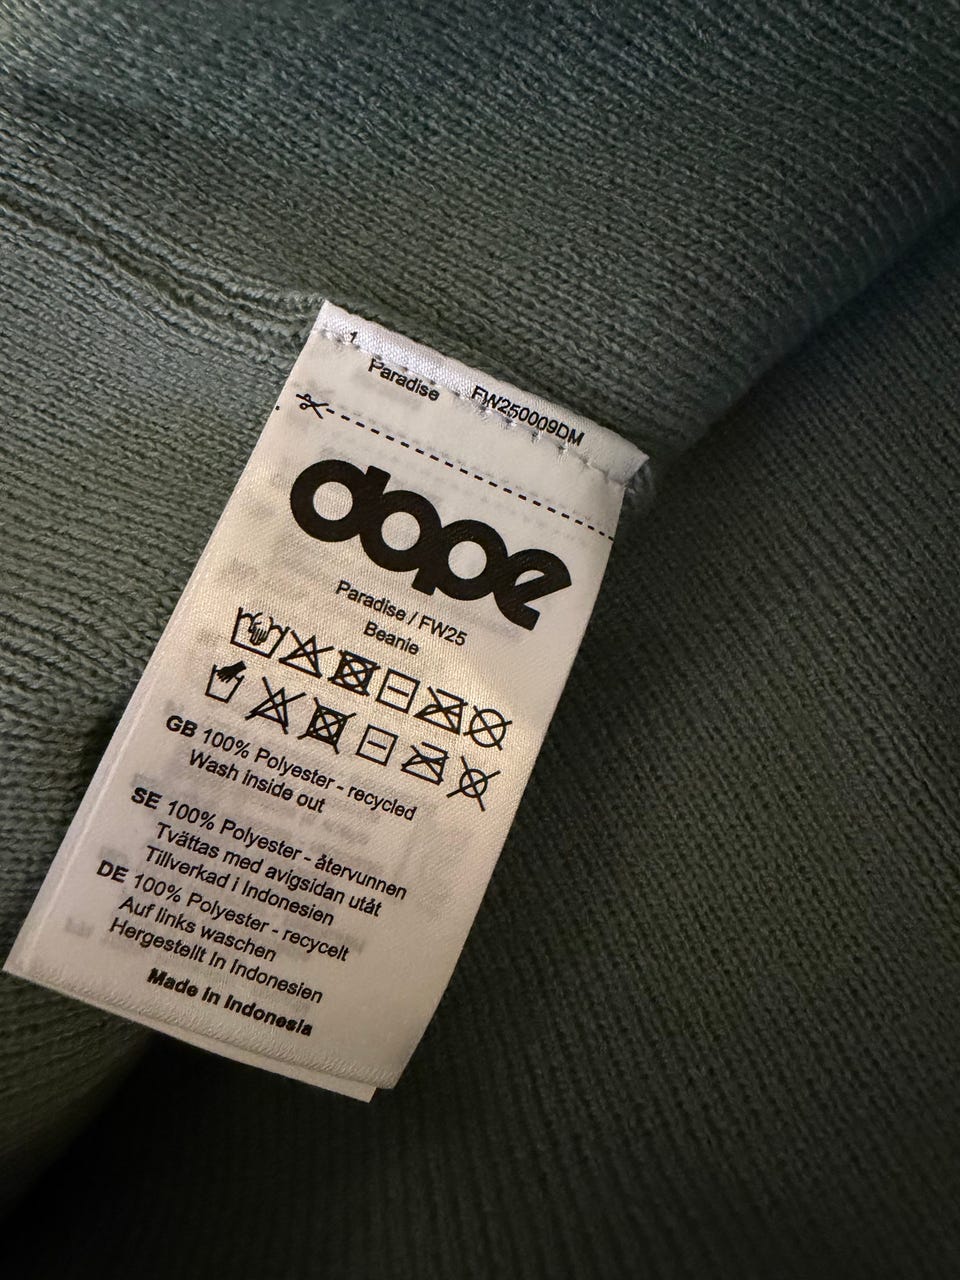 1
Paradise FW250009DM
dope
Paradise / FW25
Beanie
GB 100% Polyester - recycled
Wash inside out
SE 100% Polyester - återvunnen
Tvättas med avigsidan utåt
Tillverkad i Indonesien
DE 100% Polyester - recycelt
Auf links waschen
Hergestellt In Indonesien
Made in Indonesia